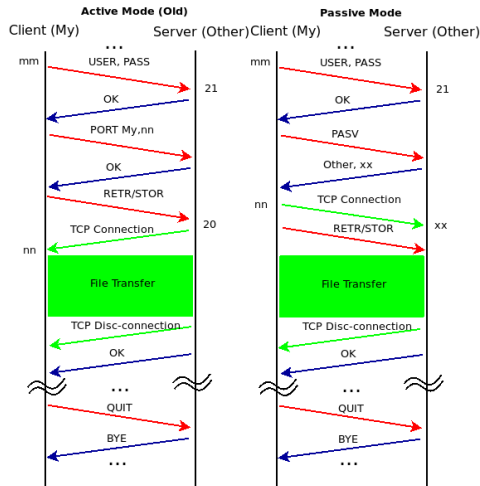 Active Mode (Old)
Client (My)
Server (Other)
...
mm
USER, PASS
21
OK
PORT My,nn
OK
RETR/STOR
20
TCP Connection
nn
File Transfer
TCP Disc-connection
OK
...
QUIT
BYE
...
Passive Mode
Client (My)
Server (Other)
...
mm
USER, PASS
21
OK
PASV
Other, xx
nn
TCP Connection
xx
RETR/STOR
File Transfer
TCP Disc-connection
OK
...
QUIT
BYE
...